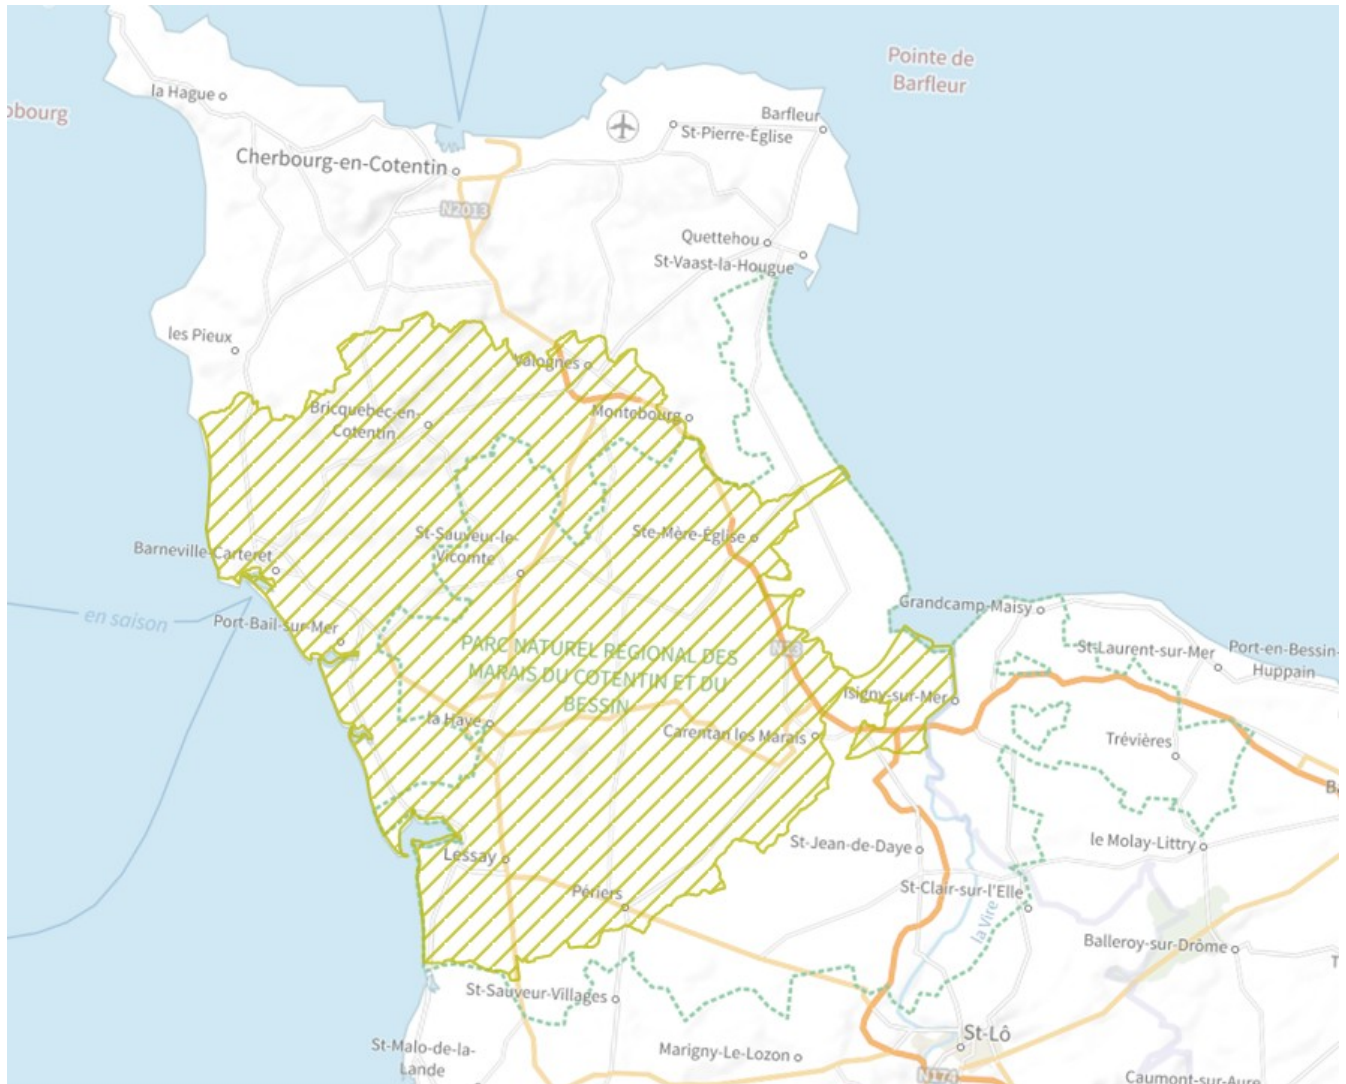 Pointe de
Barfleur
la Hague
obourg
Barfleur
St-Pierre-Église
Cherbourg-en-Cotentin
N2013
Quettehou
St-Vaast-la-Hougue
les Pieux
Valognes
Bricquebec-en-
Cotentin
Montebourg
St-Sauveur-le-
Vicomte
Ste-Mère-Église
Barneville-Carteret
en saison
Port-Bail-sur-Mer
Grandcamp-Maisy
PARC NATUREL REGIONAL DES
MARAIS DU COTENTIN ET DU
BESSIN
N13
St-Laurent-sur-Mer
Port-en-Bessin-
Huppain
Isigny-sur-Mer
la Haye
Carentan les Marais
Trévières
B
St-Jean-de-Daye
le Molay-Littry
Lessay
Périers
St-Clair-sur-l'Elle
la Vire
Balleroy-sur-Drôme
T
St-Sauveur-Villages
St-Lô
St-Malo-de-la-
Lande
Marigny-Le-Lozon
N174
Caumont-sur-Aure